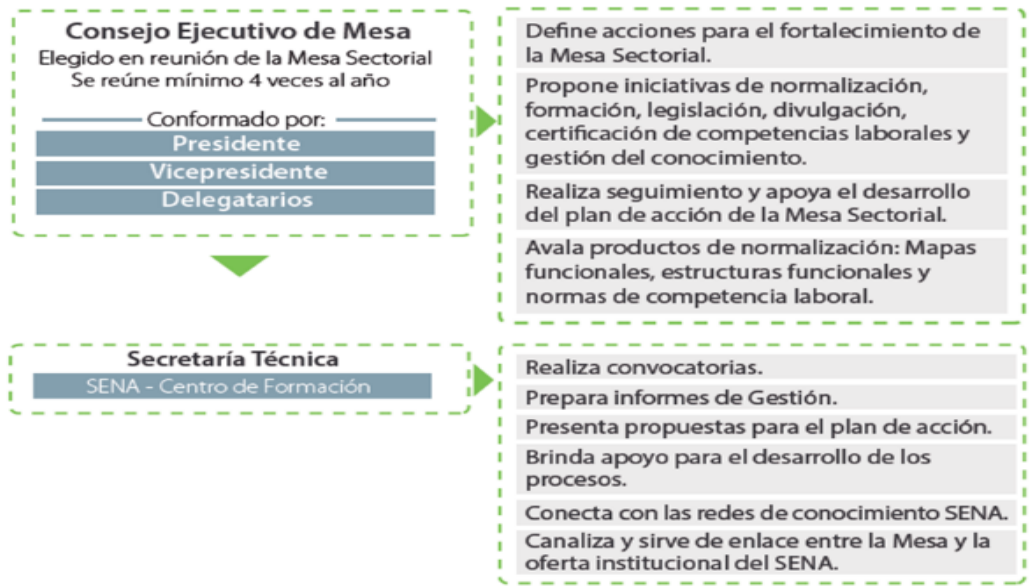 Consejo Ejecutivo de Mesa
Elegido en reunión de la Mesa Sectorial
Se reúne mínimo 4 veces al año
Conformado por:
Presidente
Vicepresidente
Delegatarios
Define acciones para el fortalecimiento de
la Mesa Sectorial.
Propone iniciativas de normalización,
formación, legislación, divulgación,
certificación de competencias laborales y
gestión del conocimiento.
Realiza seguimiento y apoya el desarrollo
del plan de acción de la Mesa Sectorial.
Avala productos de normalización: Mapas
funcionales, estructuras funcionales y
normas de competencia laboral.
Secretaría Técnica
SENA - Centro de Formación
Realiza convocatorias.
Prepara informes de Gestión.
Presenta propuestas para el plan de acción.
Brinda apoyo para el desarrollo de los
procesos.
Conecta con las redes de conocimiento SENA.
Canaliza y sirve de enlace entre la Mesa y la
oferta institucional del SENA.